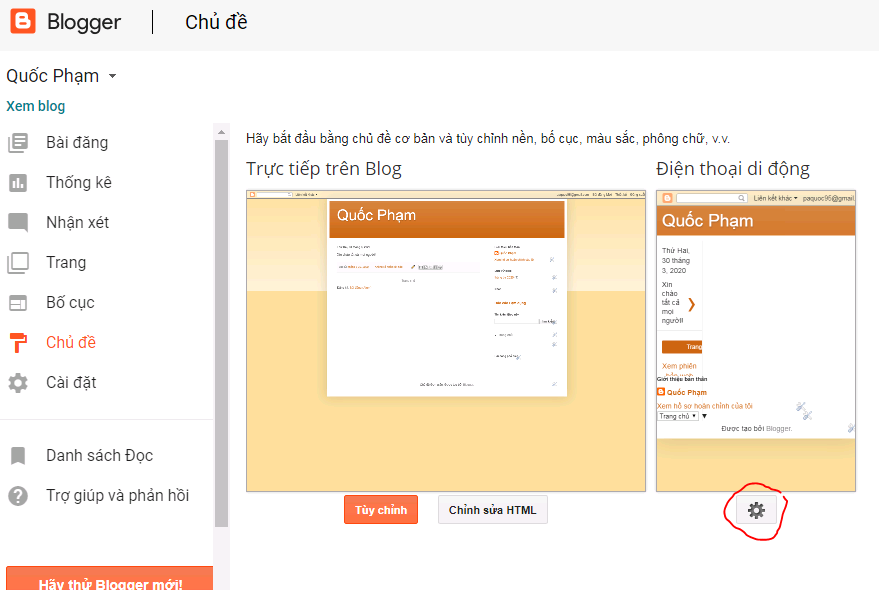 Blogger
Chủ đề
Quốc Phạm
Xem blog
Bài đăng
Thống kê
Nhận xét
Trang
Bố cục
Chủ đề
Cài đặt
Danh sách Đọc
Trợ giúp và phản hồi
Hãy thử Blogger mới!
Hãy bắt đầu bằng chủ đề cơ bản và tùy chỉnh nền, bố cục, màu sắc, phông chữ, v.v.
Trực tiếp trên Blog
Quốc Phạm
Tùy chỉnh
Chỉnh sửa HTML
Điện thoại di động
Liên kết khác paquoc95@gmail.
Quốc Phạm
Thứ Hai,
30 tháng
3, 2020
Xin
chào
tất cả
mọi
người!
Trang
Xem phiên
Giới thiệu bản thân
Quốc Phạm
Xem hồ sơ hoàn chỉnh của tôi
Trang chủ
Được tạo bởi Blogger.